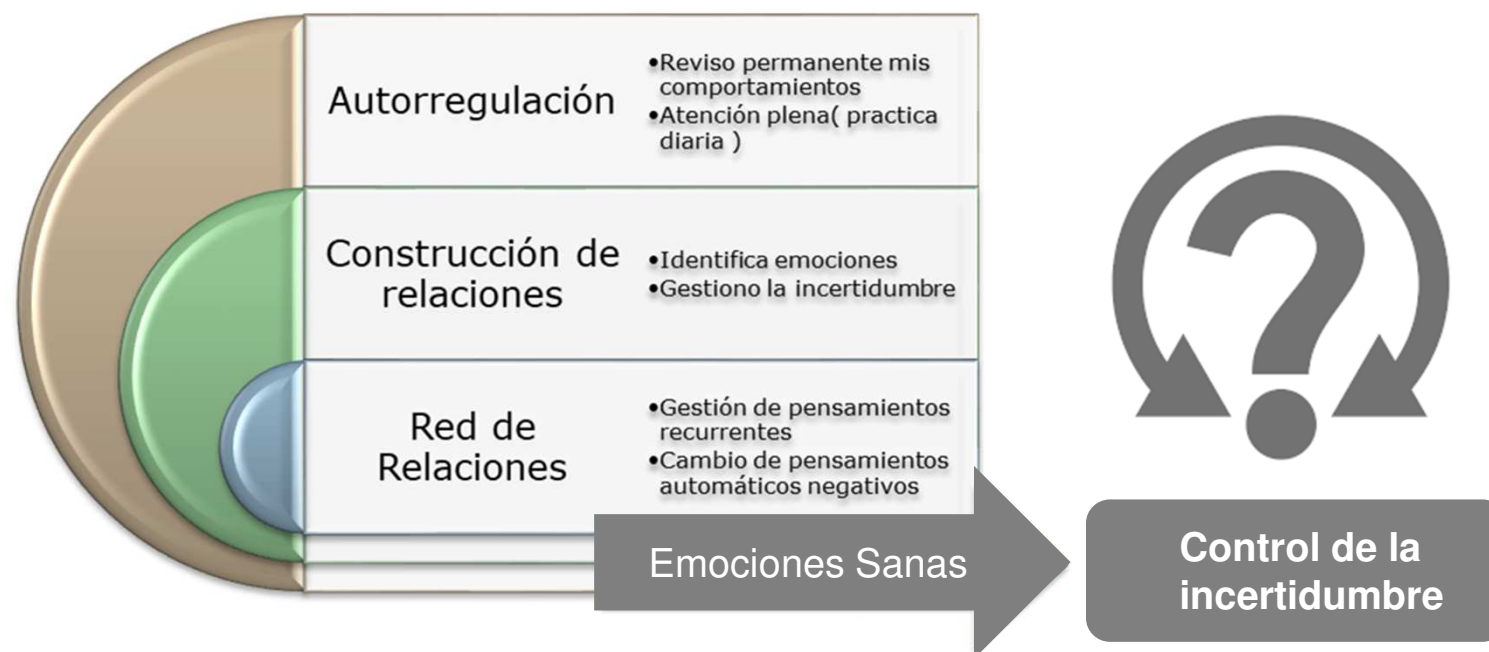 Autorregulación
•Reviso permanente mis
comportamientos
•Atención plena( practica
diaria )
Construcción de
relaciones
•Identifica emociones
•Gestiono la incertidumbre
Red de
Relaciones
•Gestión de pensamientos
recurrentes
•Cambio de pensamientos
automáticos negativos
Emociones Sanas
?
Control de la
incertidumbre